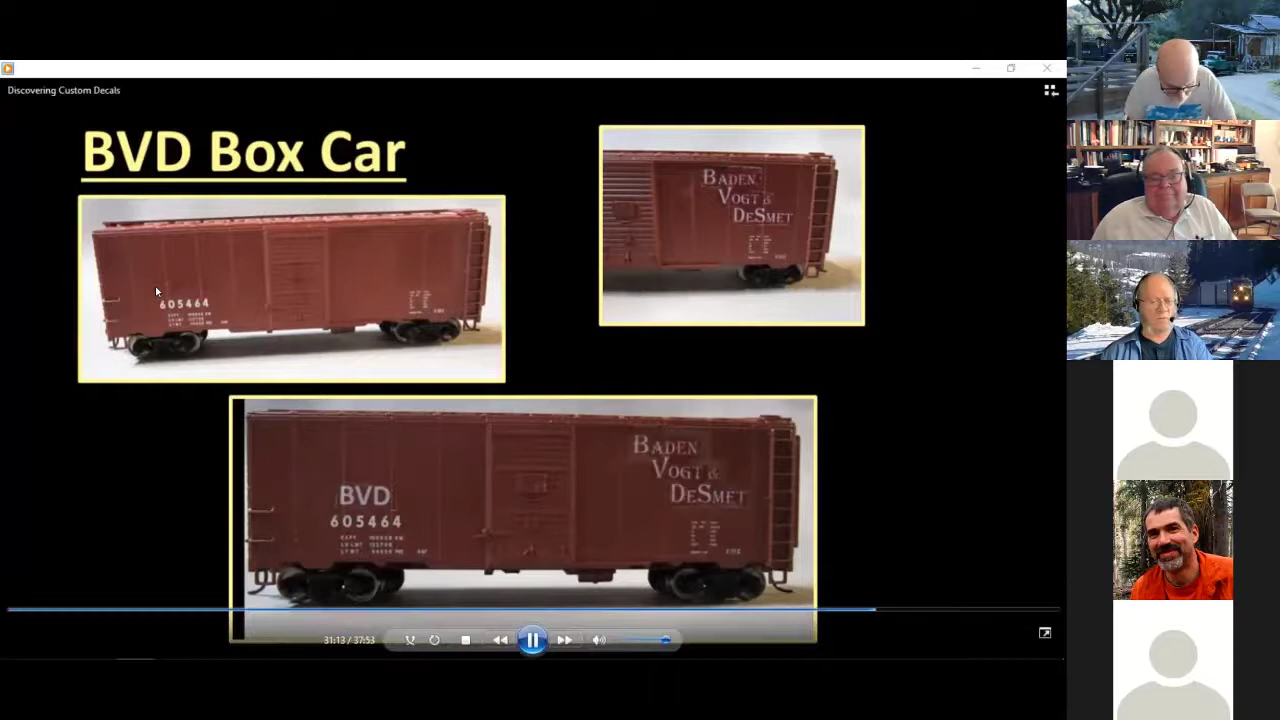 Discovering Custom Decals
BVD Box Car
605464
BADEN
VOGT &
DESMET
BVD
605464
BADEN
VOGT &
DESMET
31:13 / 37:53